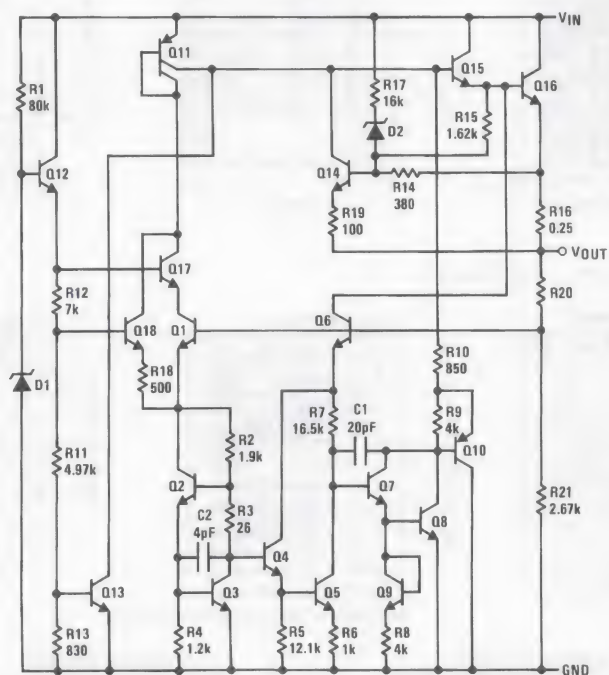 VIN
Q11
R1
80k
R17
16k
Q15
Q16
D2
R15
1.62k
Q12
Q14
R14
380
R16
0.25
R19
100
VOUT
Q17
R12
7k
Q18
Q1
Q6
R20
R18
500
R10
850
D1
R2
1.9k
R7
16.5k
C1
20pF
R9
4k
Q10
R11
4.97k
Q2
Q7
R3
26
Q8
R21
2.67k
C2
4pF
Q4
Q13
Q3
Q5
Q9
R13
830
R4
1.2k
R5
12.1k
R6
1k
R8
4k
GND